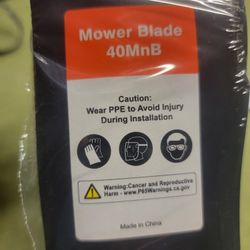 Mower Blade
40MnB
Caution:
Wear PPE to Avoid Injury
During Installation
Warning:Cancer and Reproductive
Harm - www.P65Warnings.ca.gov
Made in China